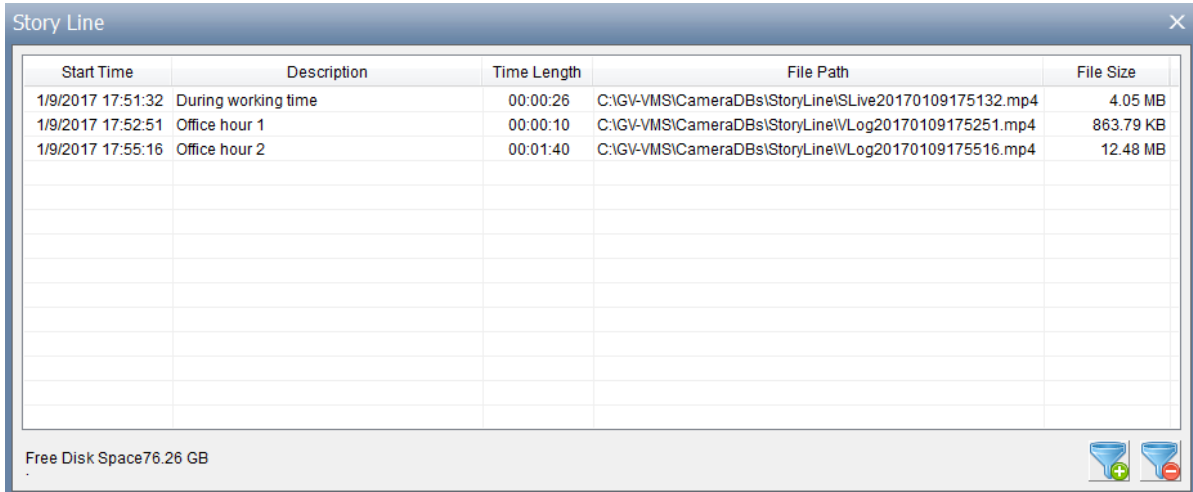 Story Line
Start Time Description Time Length File Path File Size
1/9/2017 17:51:32 During working time 00:00:26 C:\GV-VMS\CameraDBs\StoryLine\SLive20170109175132.mp4 4.05 MB
1/9/2017 17:52:51 Office hour 1 00:00:10 C:\GV-VMS\CameraDBs\StoryLine\VLog20170109175251.mp4 863.79 KB
1/9/2017 17:55:16 Office hour 2 00:01:40 C:\GV-VMS\CameraDBs\StoryLine\VLog20170109175516.mp4 12.48 MB
Free Disk Space76.26 GB